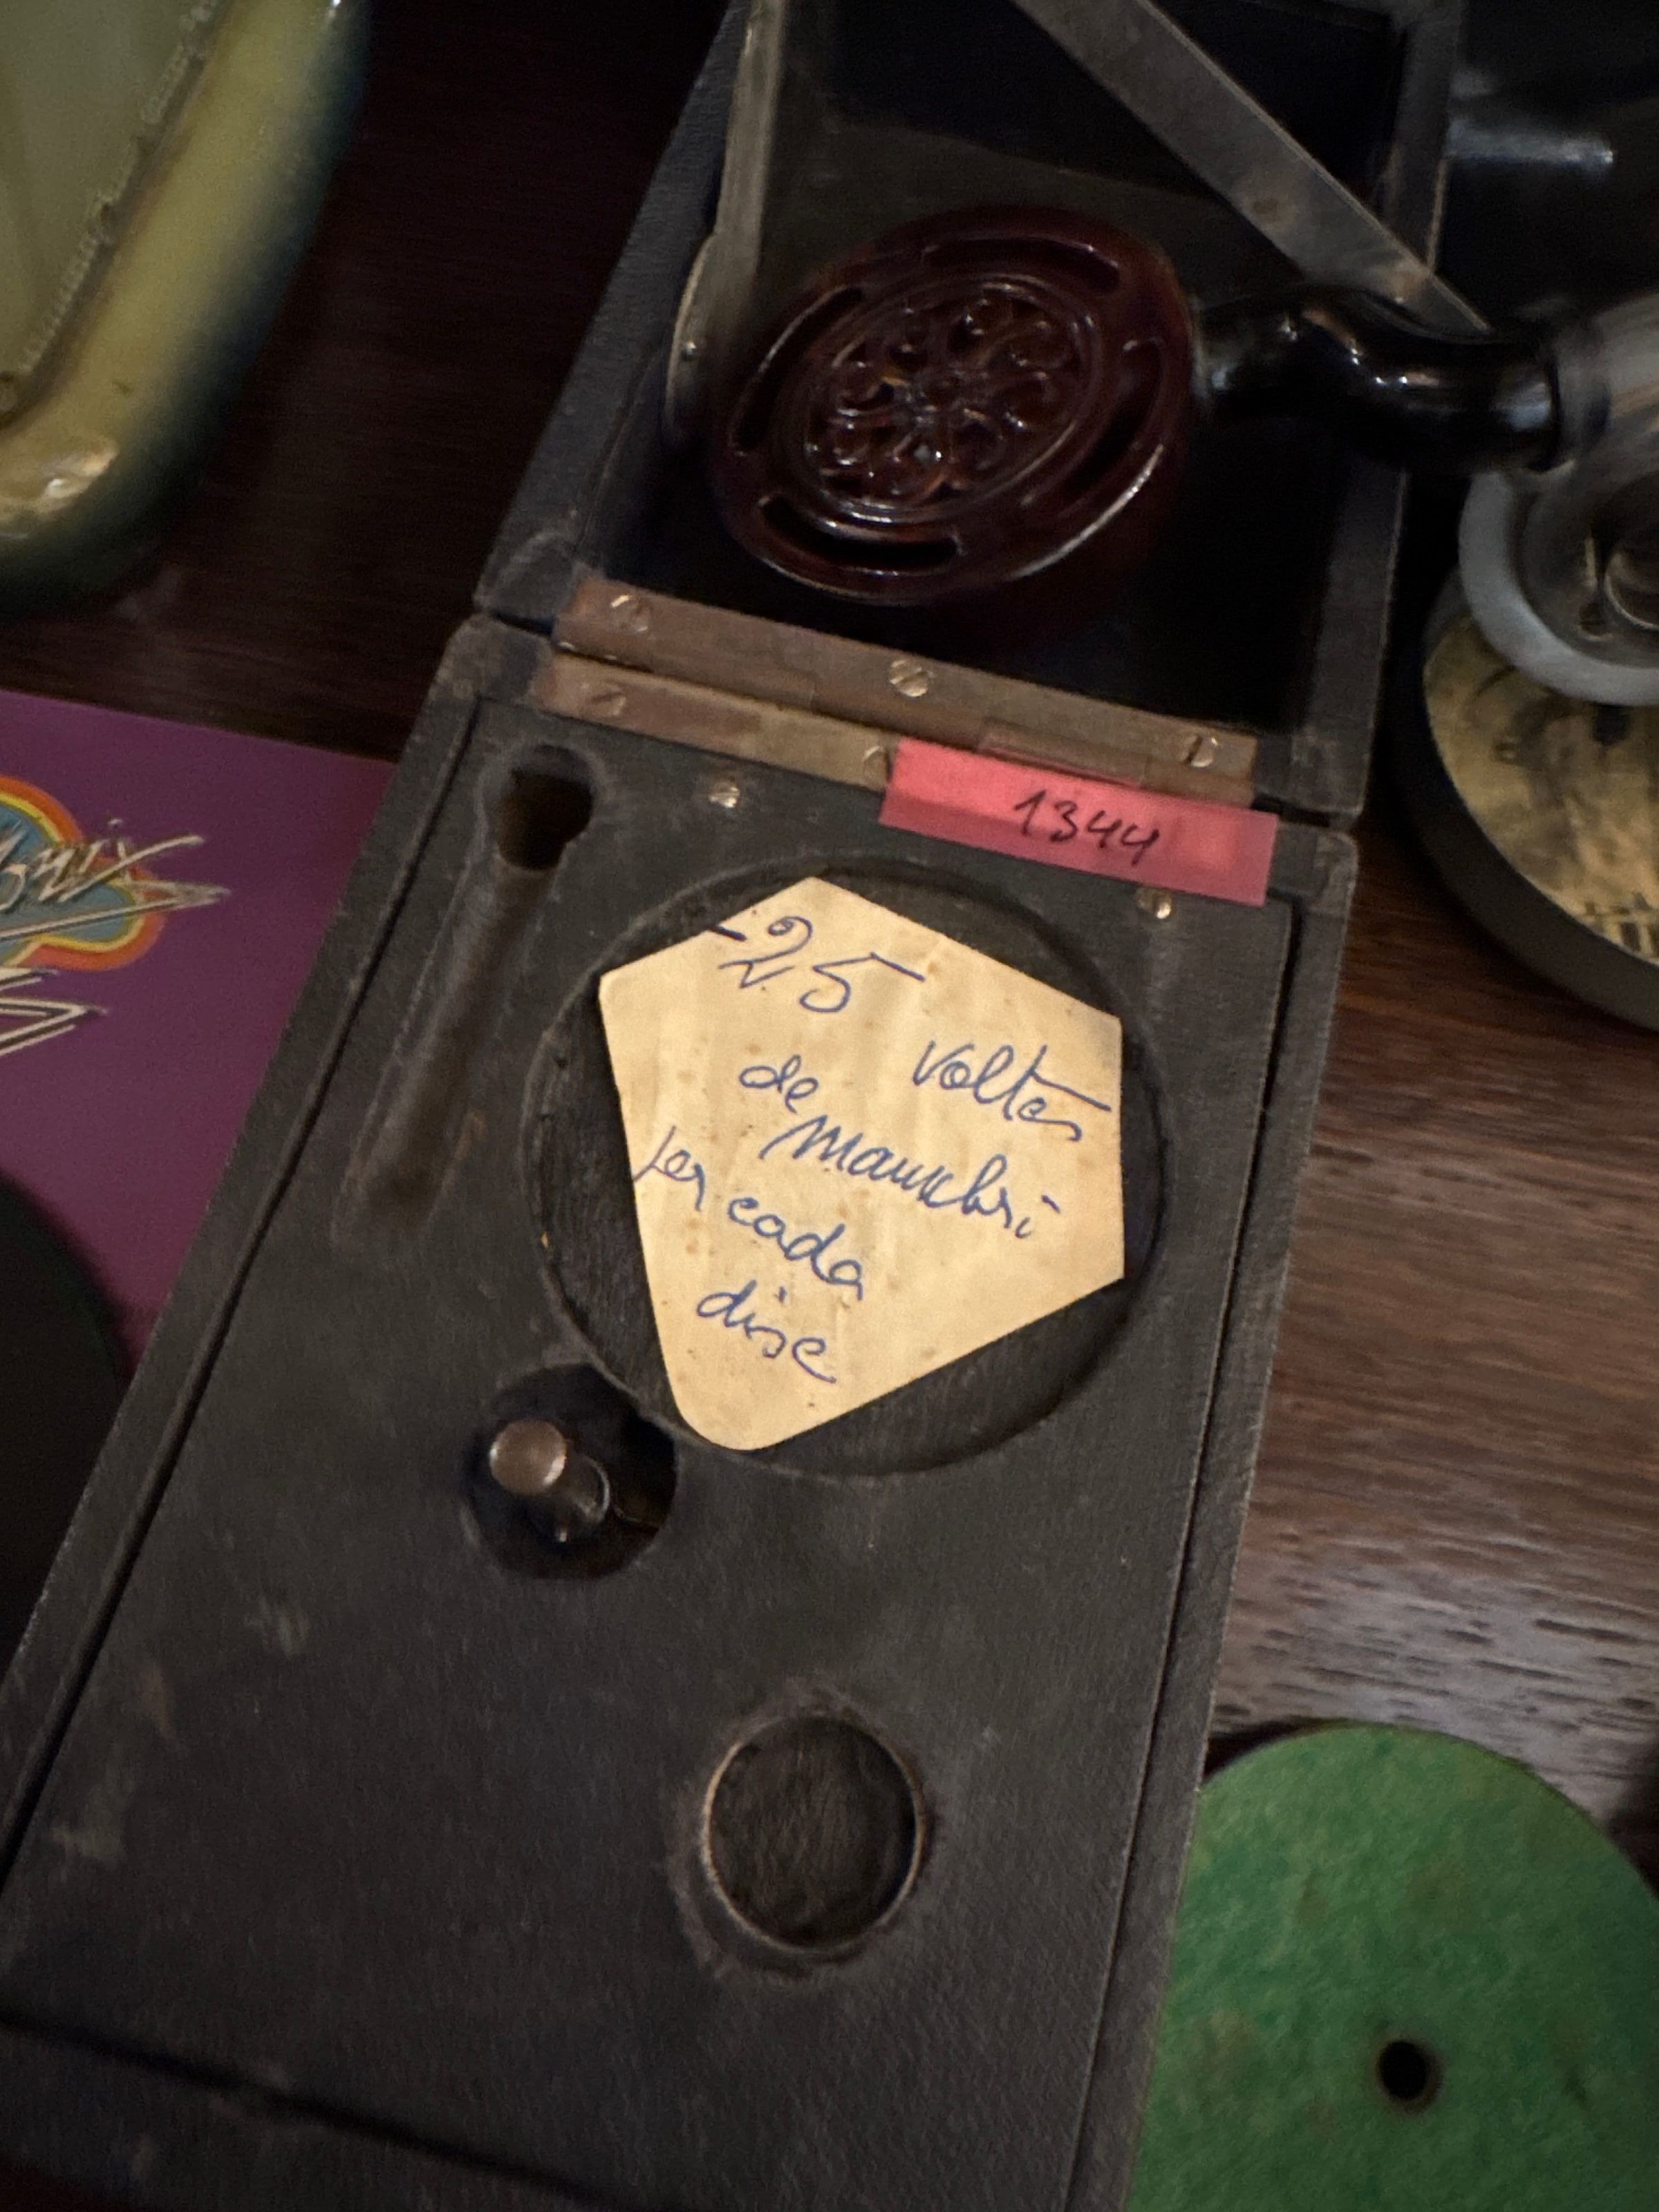 1344
-25
voltes
de manubri
per cada
disc